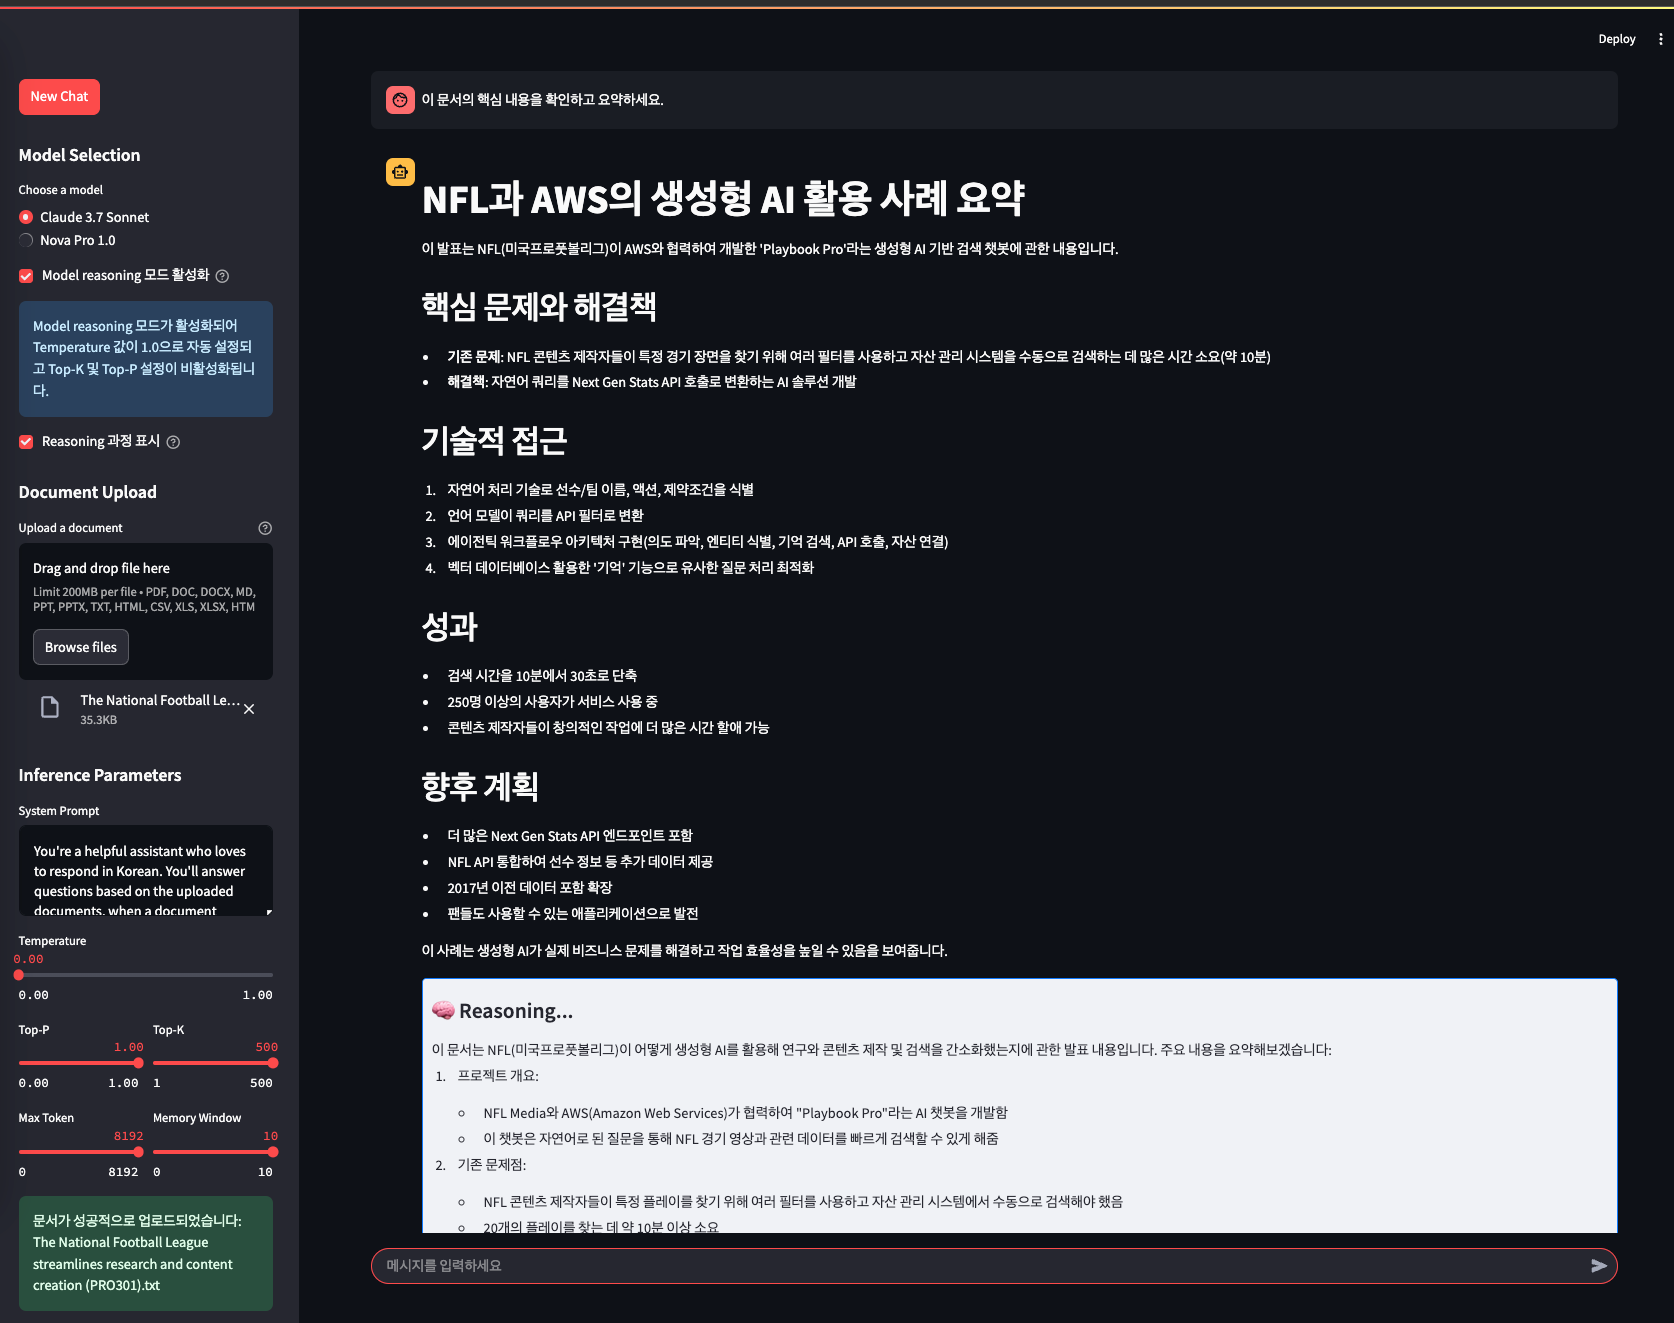 Deploy
New Chat
Model Selection
Choose a model
Claude 3.7 Sonnet
Nova Pro 1.0
Model reasoning 모드 활성화
Model reasoning 모드가 활성화되어
Temperature 값이 1.0으로 자동 설정되
고 Top-K 및 Top-P 설정이 비활성화됩니
다.
Reasoning 과정 표시
Document Upload
Upload a document
Drag and drop file here
Limit 200MB per file • PDF, DOC, DOCX, MD,
PPT, PPTX, TXT, HTML, CSV, XLS, XLSX, HTM
Browse files
The National Football Le...
35.3KB
Inference Parameters
System Prompt
You're a helpful assistant who loves
to respond in Korean. You'll answer
questions based on the uploaded
documents. when a document
Temperature
0.00
0.00 1.00
Top-P Top-K
1.00 500
0.00 1.00 1 500
Max Token Memory Window
8192 10
0 8192 0 10
문서가 성공적으로 업로드되었습니다:
The National Football League
streamlines research and content
creation (PRO301).txt
이 문서의 핵심 내용을 확인하고 요약하세요.
NFL과 AWS의 생성형 AI 활용 사례 요약
이 발표는 NFL(미국프로풋볼리그)이 AWS와 협력하여 개발한 'Playbook Pro'라는 생성형 AI 기반 검색 챗봇에 관한 내용입니다.
핵심 문제와 해결책
• 기존 문제: NFL 콘텐츠 제작자들이 특정 경기 장면을 찾기 위해 여러 필터를 사용하고 자산 관리 시스템을 수동으로 검색하는 데 많은 시간 소요(약 10분)
• 해결책: 자연어 쿼리를 Next Gen Stats API 호출로 변환하는 AI 솔루션 개발
기술적 접근
1. 자연어 처리 기술로 선수/팀 이름, 액션, 제약조건을 식별
2. 언어 모델이 쿼리를 API 필터로 변환
3. 에이전틱 워크플로우 아키텍처 구현(의도 파악, 엔티티 식별, 기억 검색, API 호출, 자산 연결)
4. 벡터 데이터베이스 활용한 '기억' 기능으로 유사한 질문 처리 최적화
성과
• 검색 시간을 10분에서 30초로 단축
• 250명 이상의 사용자가 서비스 사용 중
• 콘텐츠 제작자들이 창의적인 작업에 더 많은 시간 할애 가능
향후 계획
• 더 많은 Next Gen Stats API 엔드포인트 포함
• NFL API 통합하여 선수 정보 등 추가 데이터 제공
• 2017년 이전 데이터 포함 확장
• 팬들도 사용할 수 있는 애플리케이션으로 발전
이 사례는 생성형 AI가 실제 비즈니스 문제를 해결하고 작업 효율성을 높일 수 있음을 보여줍니다.
🧠 Reasoning...
이 문서는 NFL(미국프로풋볼리그)이 어떻게 생성형 AI를 활용해 연구와 콘텐츠 제작 및 검색을 간소화했는지에 관한 발표 내용입니다. 주요 내용을 요약해보겠습니다:
1. 프로젝트 개요:
◦ NFL Media와 AWS(Amazon Web Services)가 협력하여 "Playbook Pro"라는 AI 챗봇을 개발함
◦ 이 챗봇은 자연어로 된 질문을 통해 NFL 경기 영상과 관련 데이터를 빠르게 검색할 수 있게 해줌
2. 기존 문제점:
◦ NFL 콘텐츠 제작자들이 특정 플레이를 찾기 위해 여러 필터를 사용하고 자산 관리 시스템에서 수동으로 검색해야 했음
◦ 20개의 플레이를 찾는 데 약 10분 이상 소요
메시지를 입력하세요